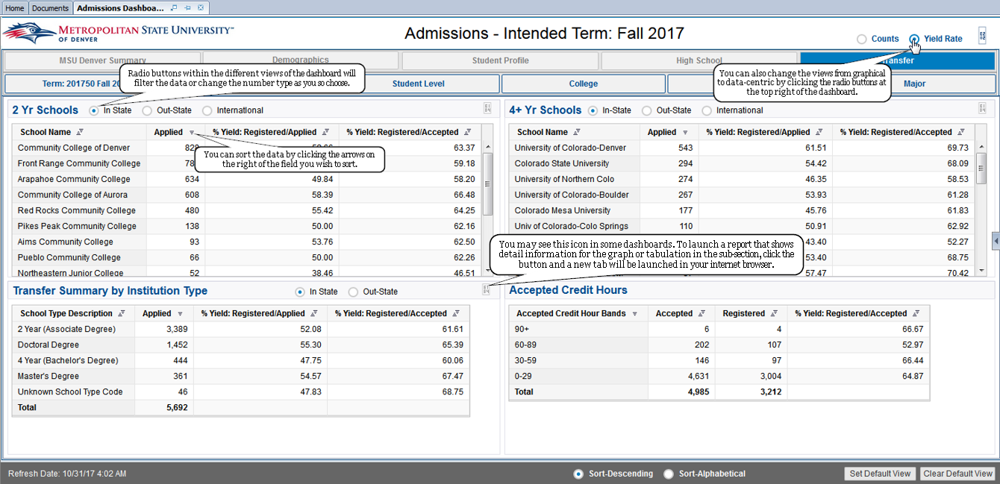 Home Documents Admissions Dashboa...
METROPOLITAN STATE UNIVERSITY™
OF DENVER
Admissions - Intended Term: Fall 2017
Counts Yield Rate
MSU Denver Summary Demographics Student Profile High School Transfer
Term: 201750 Fall 20 Student Level College Major
Radio buttons within the different views of the dashboard will
filter the data or change the number type as you so choose.
You can also change the views from graphical
to data-centric by clicking the radio buttons at
the top right of the dashboard.
2 Yr Schools In State Out-State International
School Name Applied % Yield: Registered/Applied % Yield: Registered/Accepted
Community College of Denver 829 63.37
Front Range Community College 78 59.18
Arapahoe Community College 634 49.84 58.20
Community College of Aurora 608 58.39 66.48
Red Rocks Community College 480 55.42 64.25
Pikes Peak Community College 138 50.00 62.16
Aims Community College 93 53.76 62.50
Pueblo Community College 66 50.00 62.26
Northeastern Junior College 52 38.46 46.51
You can sort the data by clicking the arrows on
the right of the field you wish to sort.
4+ Yr Schools In-State Out-State International
School Name Applied % Yield: Registered/Applied % Yield: Registered/Accepted
University of Colorado-Denver 543 61.51 69.73
Colorado State University 294 54.42 68.09
University of Northern Colo 274 46.35 58.53
University of Colorado-Boulder 267 53.93 61.28
Colorado Mesa University 177 45.76 61.83
Univ of Colorado-Colo Springs 110 50.91 62.92
43.40 52.27
53.40 68.75
57.47 70.42
You may see this icon in some dashboards. To launch a report that shows
detail information for the graph or tabulation in the sub-section, click the
button and a new tab will be launched in your internet browser.
Transfer Summary by Institution Type In State Out-State
School Type Description Applied % Yield: Registered/Applied % Yield: Registered/Accepted
2 Year (Associate Degree) 3,389 52.08 61.61
Doctoral Degree 1,452 55.30 65.39
4 Year (Bachelor's Degree) 444 47.75 60.06
Master's Degree 361 54.57 67.47
Unknown School Type Code 46 47.83 68.75
Total 5,692
Accepted Credit Hours
Accepted Credit Hour Bands Accepted Registered % Yield: Registered/Accepted
90+ 6 4 66.67
60-89 202 107 52.97
30-59 146 97 66.44
0-29 4,631 3,004 64.87
Total 4,985 3,212
Refresh Date: 10/31/17 4:02 AM Sort-Descending Sort-Alphabetical Set Default View Clear Default View